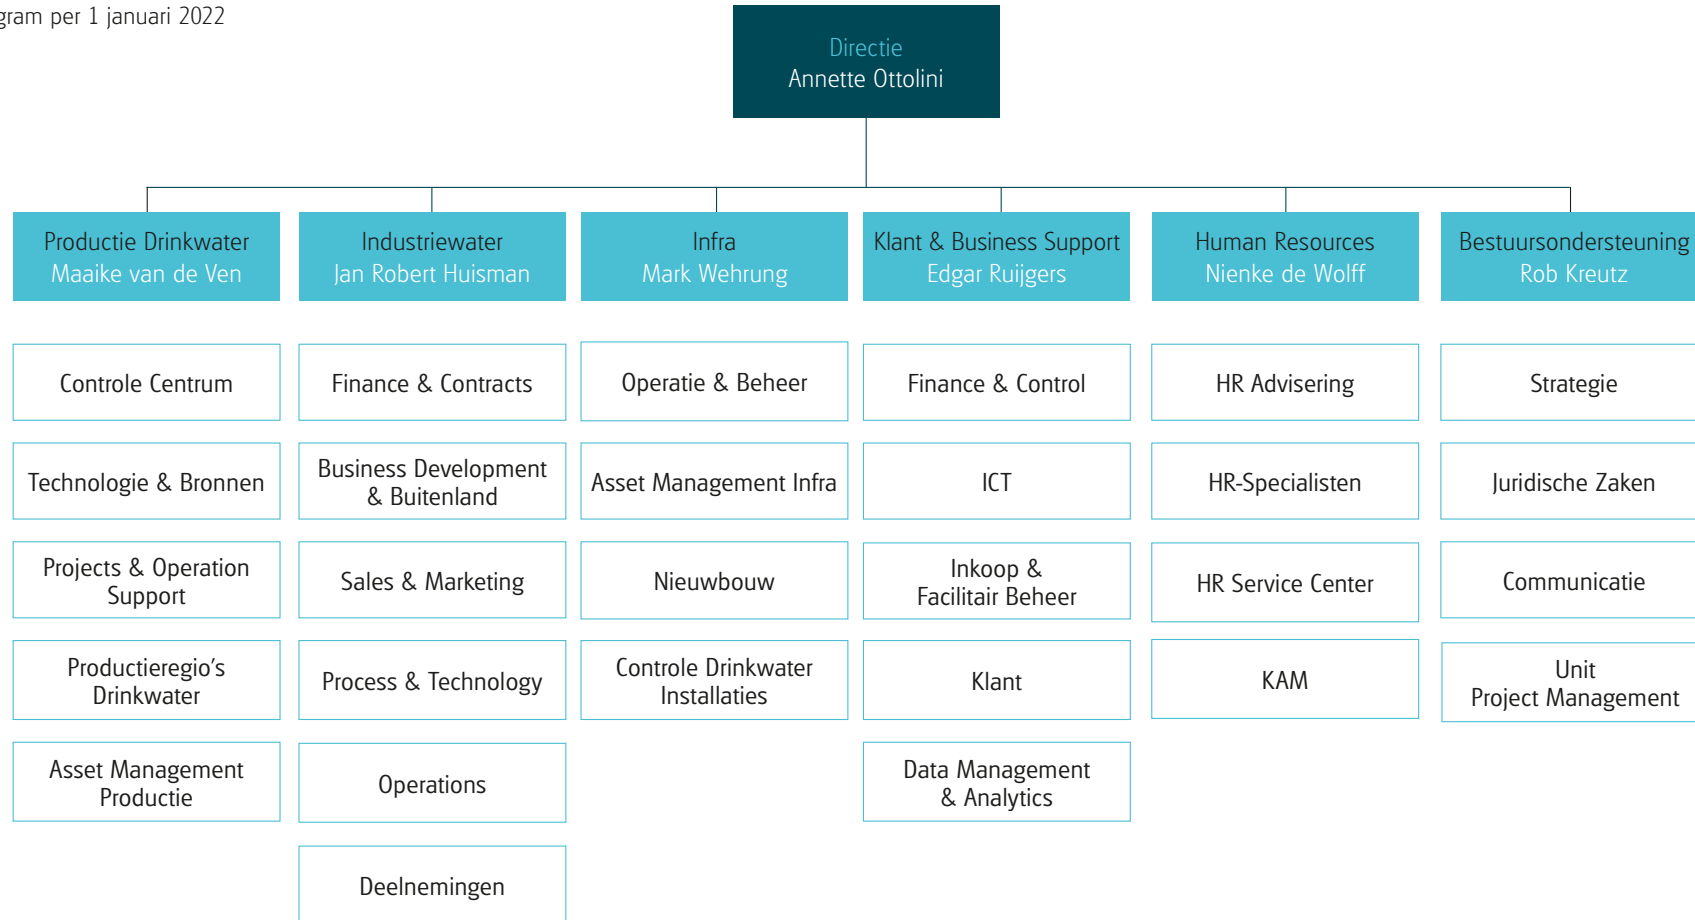 gram per 1 januari 2022
Directie
Annette Ottolini
Productie Drinkwater
Maaike van de Ven
Industriewater
Jan Robert Huisman
Infra
Mark Wehrung
Klant & Business Support
Edgar Ruijgers
Human Resources
Nienke de Wolff
Bestuursondersteuning
Rob Kreutz
Controle Centrum
Technologie & Bronnen
Projects & Operation
Support
Productieregio's
Drinkwater
Asset Management
Productie
Finance & Contracts
Business Development
& Buitenland
Sales & Marketing
Process & Technology
Operations
Deelnemingen
Operatie & Beheer
Asset Management Infra
Nieuwbouw
Controle Drinkwater
Installaties
Finance & Control
ICT
Inkoop &
Facilitair Beheer
Klant
Data Management
& Analytics
HR Advisering
HR-Specialisten
HR Service Center
KAM
Strategie
Juridische Zaken
Communicatie
Unit
Project Management